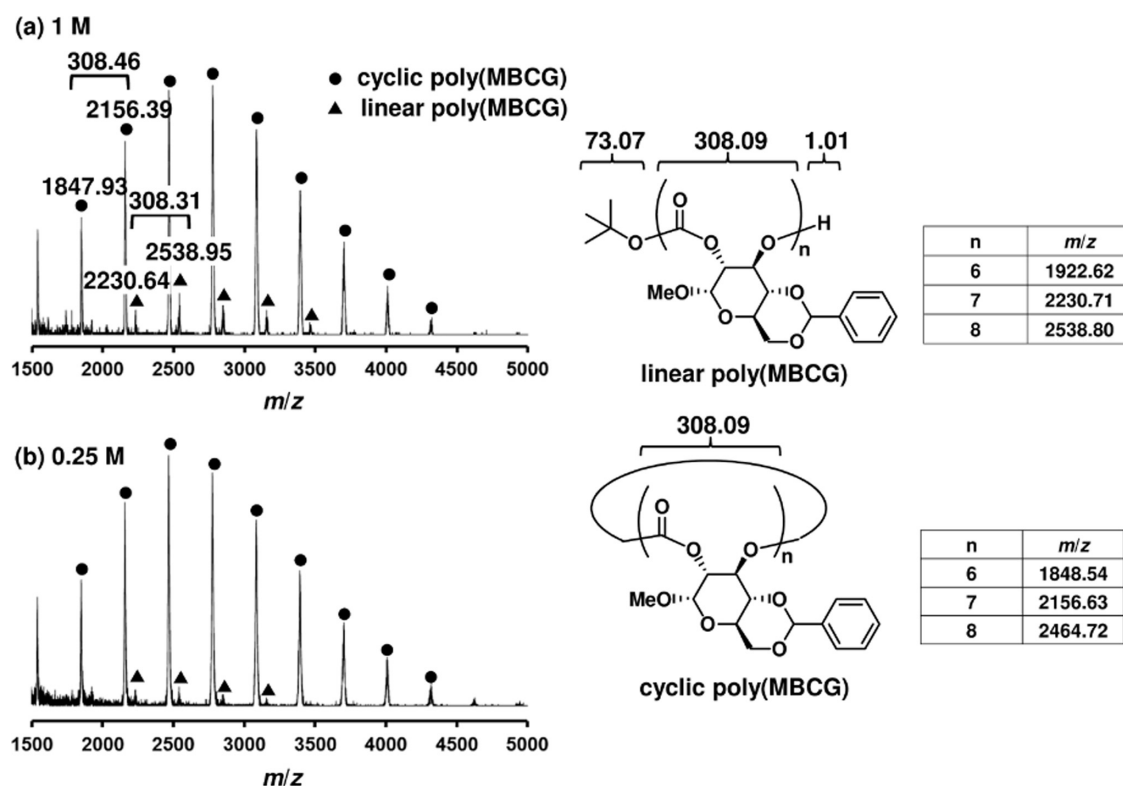 (a) 1 M
308.46
2156.39
1847.93
308.31
2538.95
2230.64
● cyclic poly(MBCG)
▲ linear poly(MBCG)
1500 2000 2500 3000 3500 4000 4500 5000
m/z
73.07 308.09 1.01
O
O O O n H
MeO O
O O
linear poly(MBCG)
n m/z
6 1922.62
7 2230.71
8 2538.80
(b) 0.25 M
1500 2000 2500 3000 3500 4000 4500 5000
m/z
308.09
O
O O n
MeO O
O O
cyclic poly(MBCG)
n m/z
6 1848.54
7 2156.63
8 2464.72